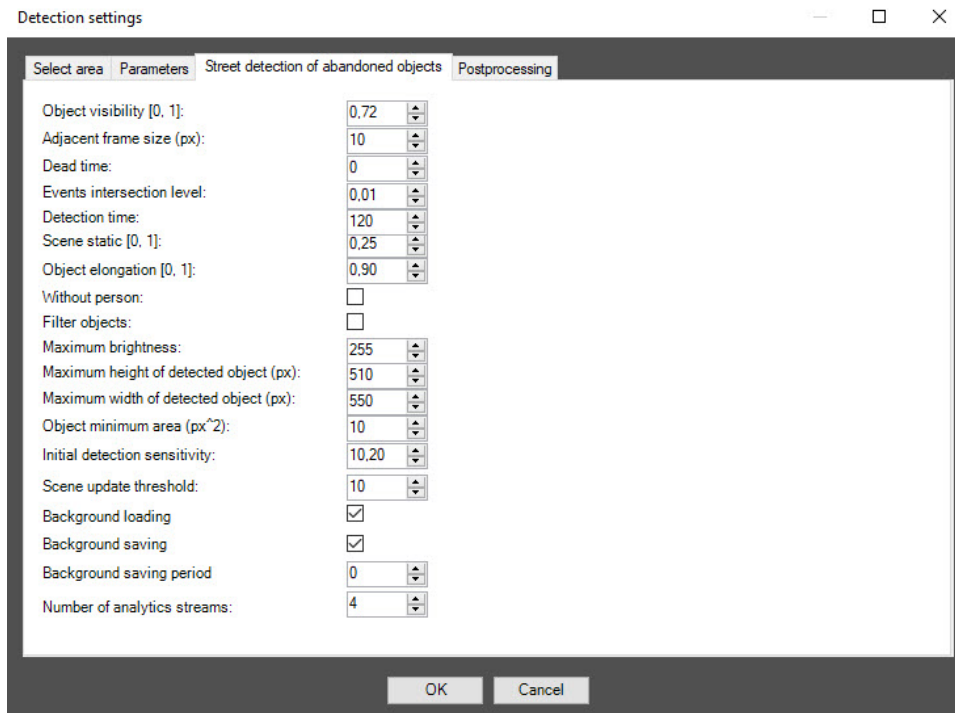 Detection settings
Select area Parameters Street detection of abandoned objects Postprocessing
Object visibility [0, 1]: 0,72
Adjacent frame size (px): 10
Dead time: 0
Events intersection level: 0,01
Detection time: 120
Scene static [0, 1]: 0,25
Object elongation [0, 1]: 0,90
Without person:
Filter objects:
Maximum brightness: 255
Maximum height of detected object (px): 510
Maximum width of detected object (px): 550
Object minimum area (px^2): 10
Initial detection sensitivity: 10,20
Scene update threshold: 10
Background loading
Background saving
Background saving period 0
Number of analytics streams: 4
OK Cancel